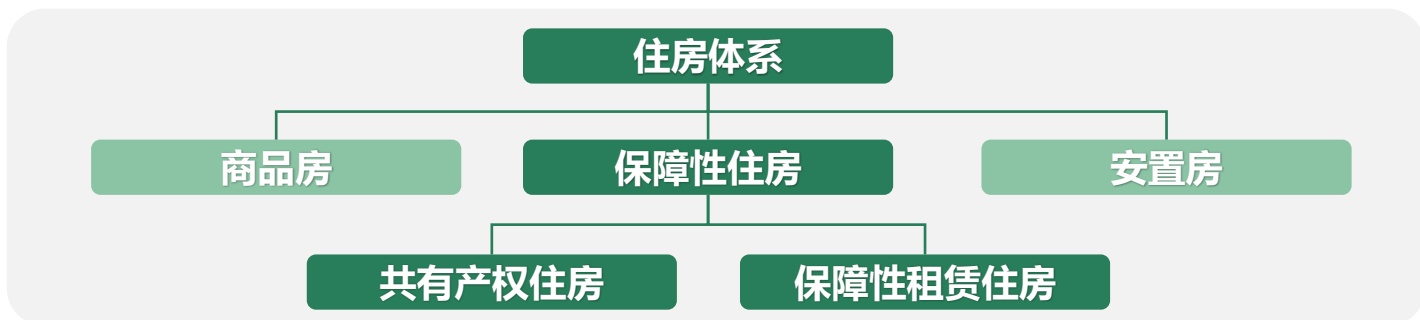 住房体系
商品房
保障性住房
安置房
共有产权住房
保障性租赁住房